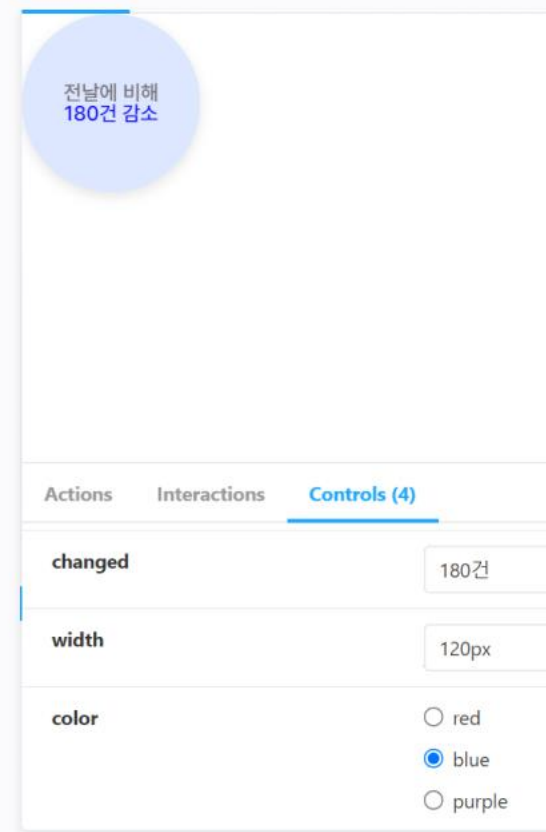 전날에 비해
180건 감소
Actions Interactions Controls (4)
changed 180건
width 120px
color red
blue
purple